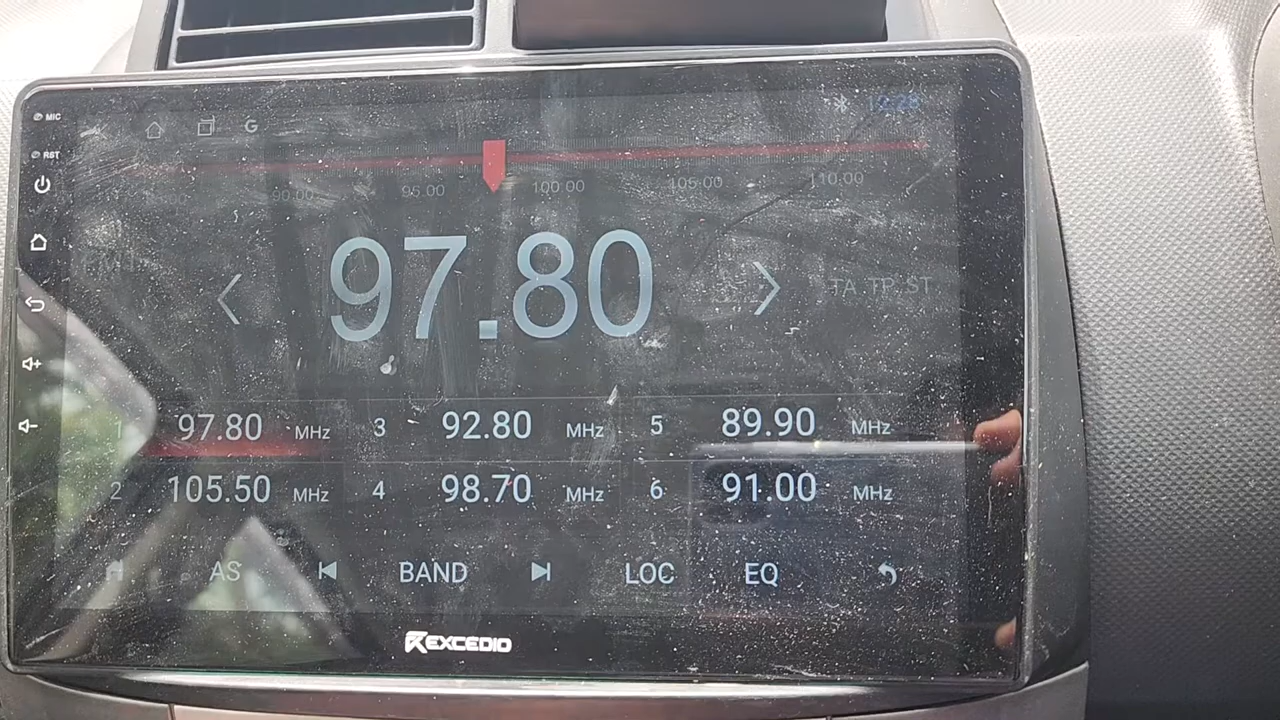 MIC
G
RST
90.00 95.00 100.00 105.00 110.00
97.80
TA TP ST
1 97.80 MHz 3 92.80 MHz 5 89.90 MHz
2 105.50 MHz 4 98.70 MHz 6 91.00 MHz
AS BAND LOC EQ
REXCEDIO